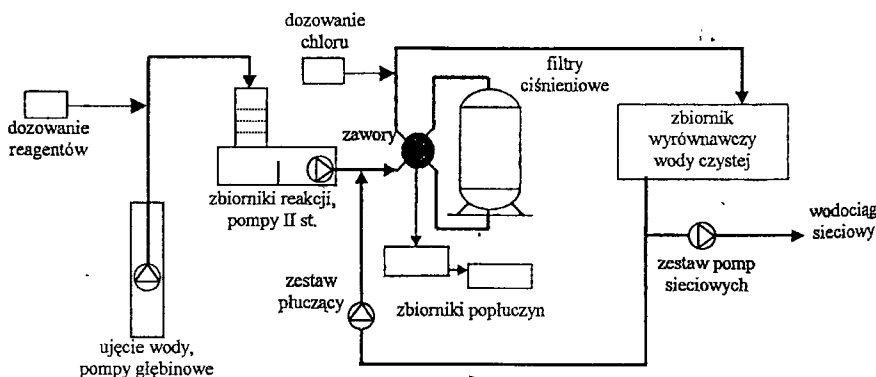 dozowanie
chloru
filtry
ciśnieniowe
dozowanie
reagentów
zawory
zbiornik
wyrównawczy
wody czystej
zbiorniki reakcji,
pompy II st.
wodociąg
sieciowy
zestaw
płuczący
zbiorniki popłuczyn
zestaw pomp
sieciowych
ujęcie wody,
pompy głębinowe